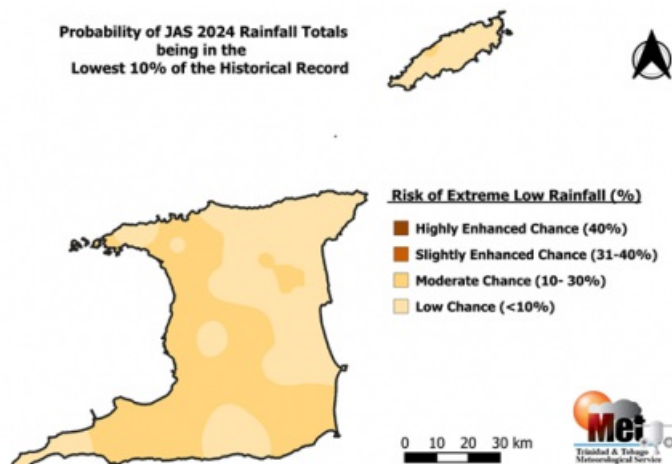 Probability of JAS 2024 Rainfall Totals
being in the
Lowest 10% of the Historical Record
Risk of Extreme Low Rainfall (%)
Highly Enhanced Chance (40%)
Slightly Enhanced Chance (31-40%)
Moderate Chance (10- 30%)
Low Chance (<10%)
0 10 20 30 km
Met
Trinidad & Tobago
Meteorological Service